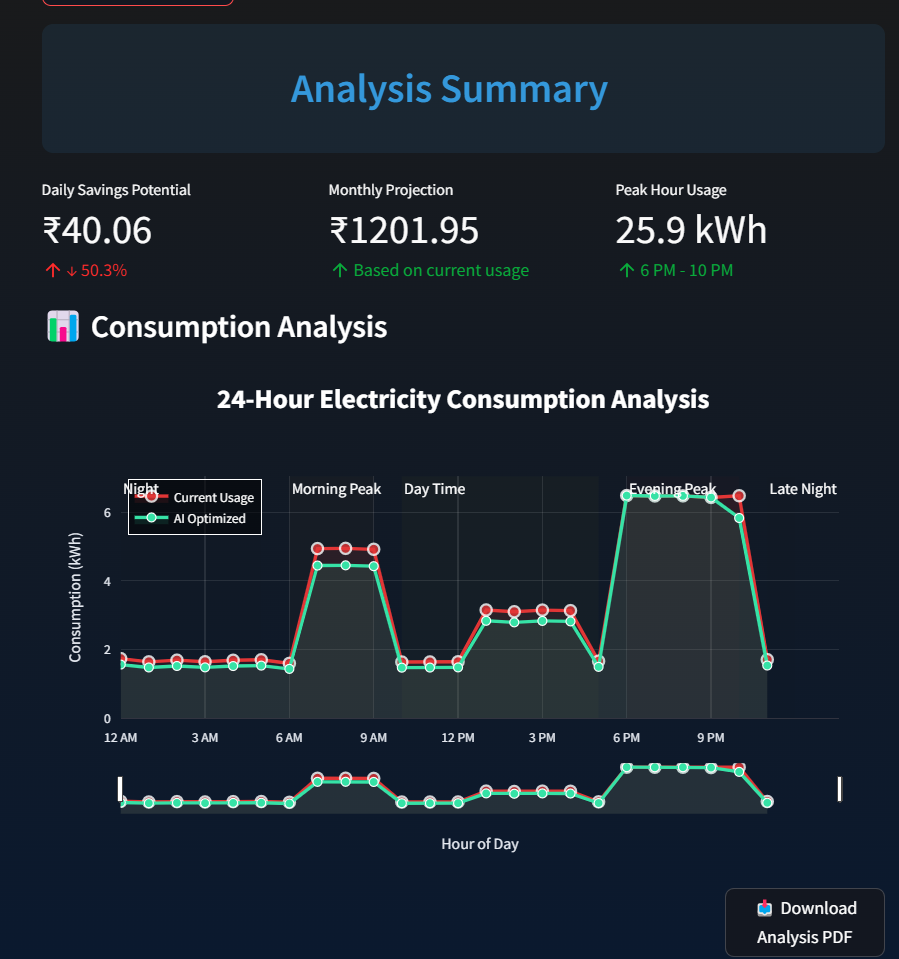 Analysis Summary
Daily Savings Potential
₹40.06
↑ ↓ 50.3%
Monthly Projection
₹1201.95
↑ Based on current usage
Peak Hour Usage
25.9 kWh
↑ 6 PM - 10 PM
Consumption Analysis
24-Hour Electricity Consumption Analysis
Night
Morning Peak
Day Time
Evening Peak
Late Night
Current Usage
AI Optimized
Consumption (kWh)
6
4
2
0
12 AM
3 AM
6 AM
9 AM
12 PM
3 PM
6 PM
9 PM
Hour of Day
Download
Analysis PDF